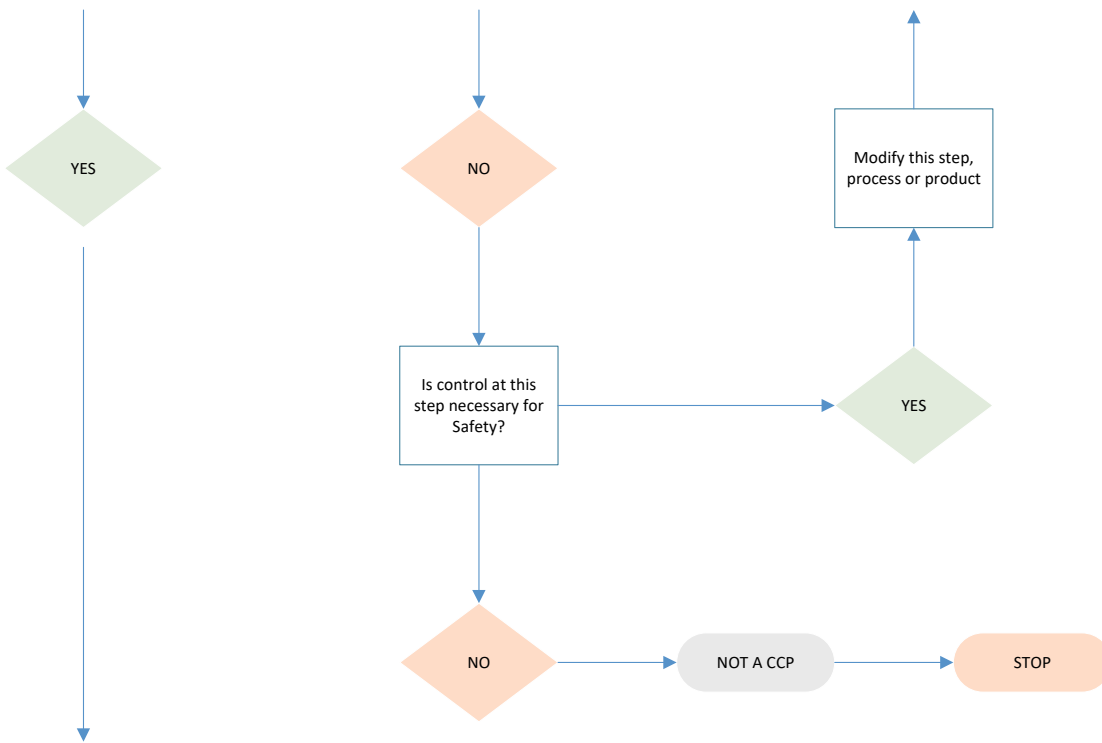 YES
NO
Modify this step,
process or product
Is control at this
step necessary for
Safety?
YES
NO
NOT A CCP
STOP